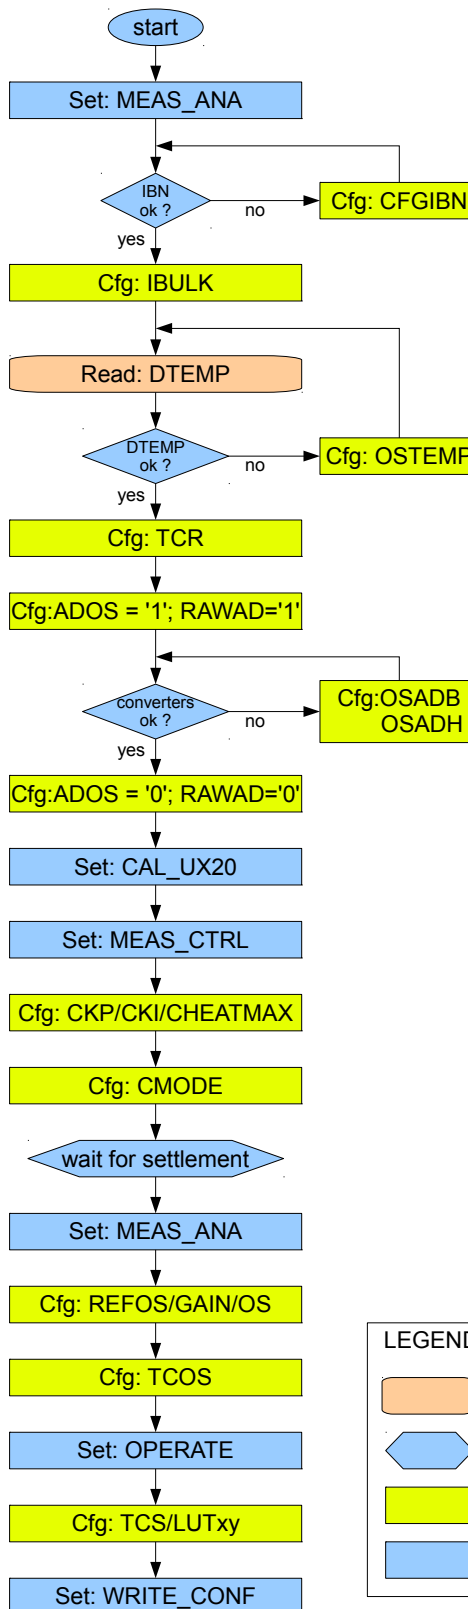 start
Set: MEAS_ANA
IBN
ok ?
no
Cfg: CFGIBN
yes
Cfg: IBULK
Read: DTEMP
DTEMP
ok ?
no
Cfg: OSTEMP
yes
Cfg: TCR
Cfg:ADOS = '1'; RAWAD='1'
converters
ok ?
no
Cfg:OSADB
OSADH
yes
Cfg:ADOS = '0'; RAWAD='0'
Set: CAL_UX20
Set: MEAS_CTRL
Cfg: CKP/CKI/CHEATMAX
Cfg: CMODE
wait for settlement
Set: MEAS_ANA
Cfg: REFOS/GAIN/OS
LEGEND
Cfg: TCOS
Set: OPERATE
Cfg: TCS/LUTxy
Set: WRITE_CONF